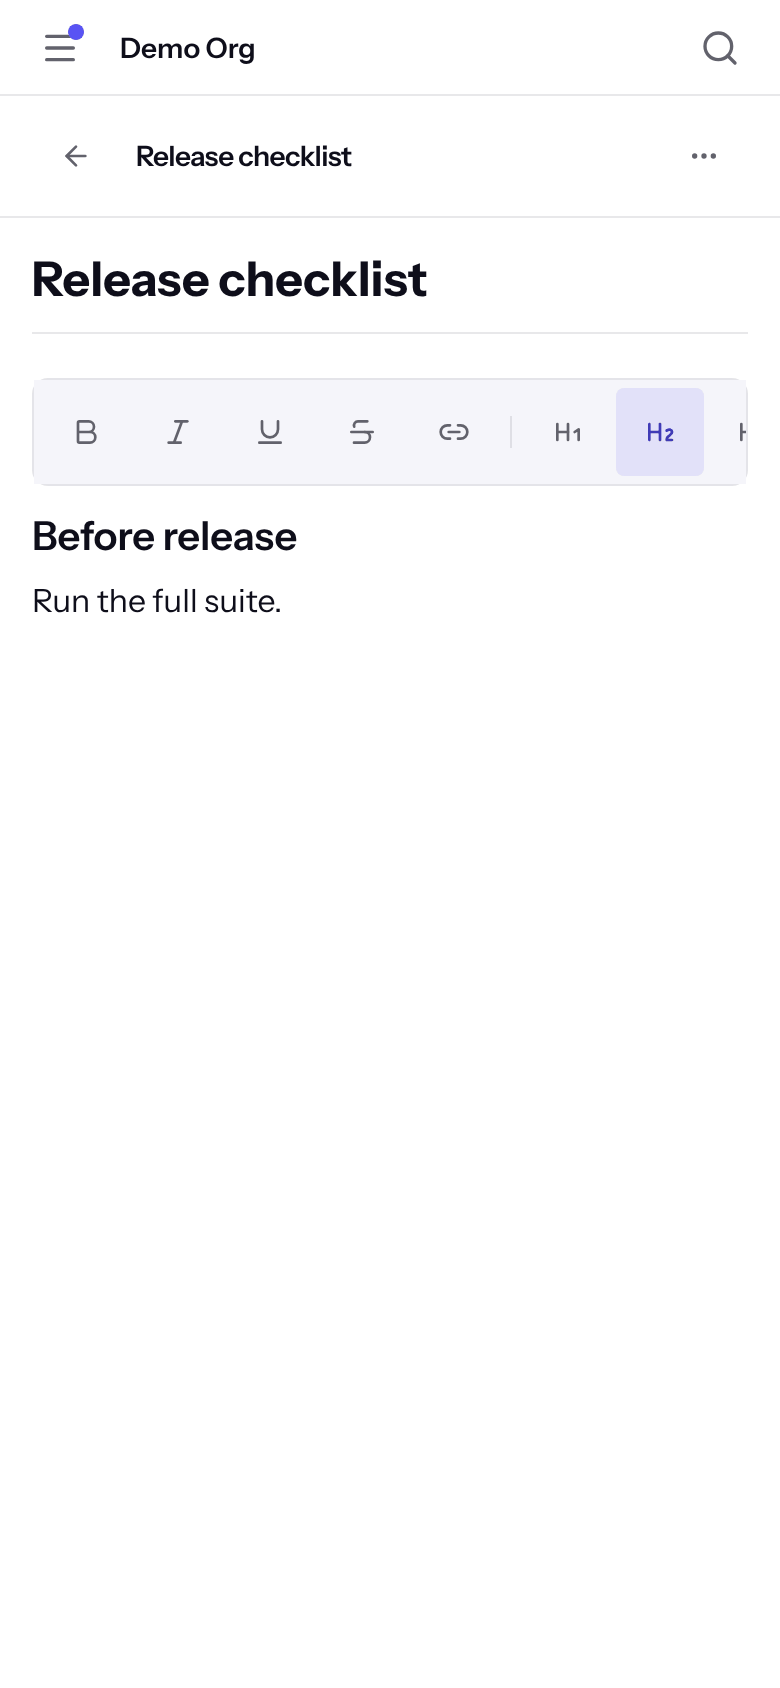 Demo Org
Release checklist
Release checklist
B I U S H1 H2
Before release
Run the full suite.